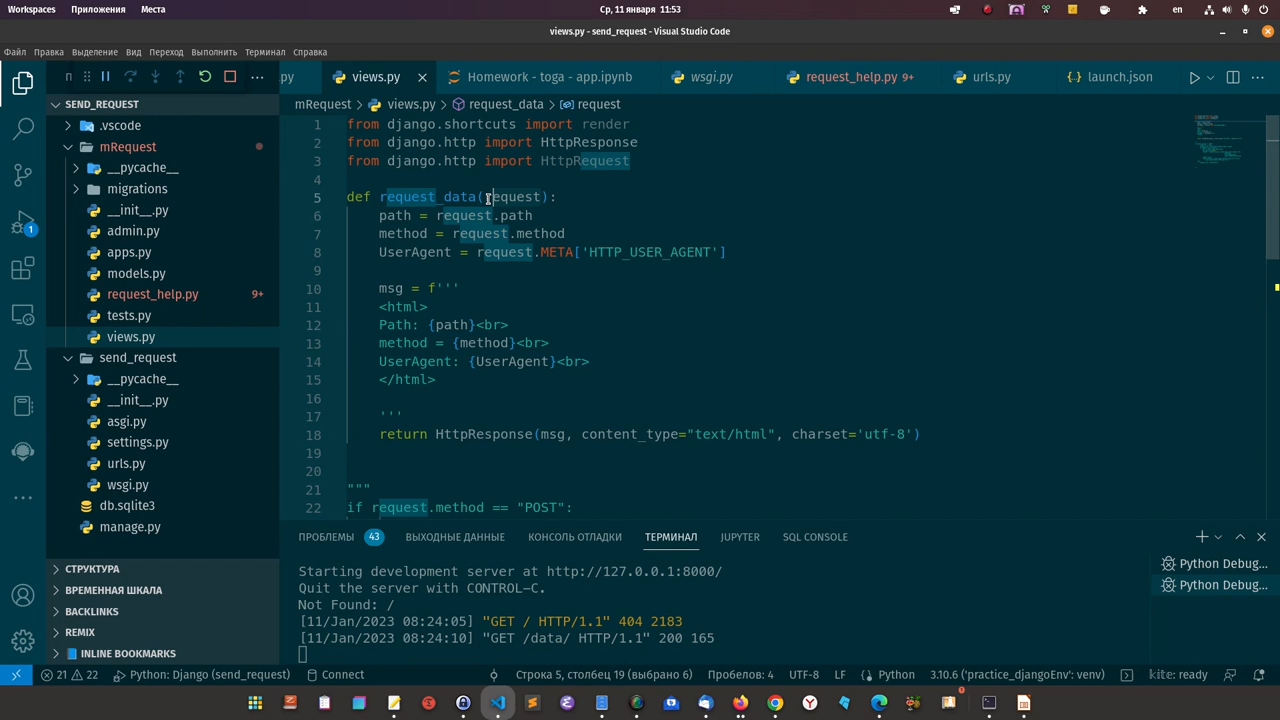 Workspaces Приложения Места Ср, 11 января 11:53 en
views.py - send_request - Visual Studio Code
Файл Правка Выделение Вид Переход Выполнить Терминал Справка
.py views.py Homework - toga - app.ipynb wsgi.py request_help.py 9+ urls.py launch.json
SEND_REQUEST
.vscode
mRequest
__pycache__
migrations
__init__.py
admin.py
apps.py
models.py
request_help.py 9+
tests.py
views.py
send_request
__pycache__
__init__.py
asgi.py
settings.py
urls.py
wsgi.py
db.sqlite3
manage.py
СТРУКТУРА
ВРЕМЕННАЯ ШКАЛА
BACKLINKS
REMIX
INLINE BOOKMARKS
1
mRequest > views.py > request_data > request
1 from django.shortcuts import render
2 from django.http import HttpResponse
3 from django.http import HttpRequest
4
5 def request_data(request):
6 path = request.path
7 method = request.method
8 UserAgent = request.META['HTTP_USER_AGENT']
9
10 msg = f'''
11 <html>
12 Path: {path}<br>
13 method = {method}<br>
14 UserAgent: {UserAgent}<br>
15 </html>
16
17 '''
18 return HttpResponse(msg, content_type="text/html", charset='utf-8')
19
20
21 """
22 if request.method == "POST":
ПРОБЛЕМЫ 43 ВЫХОДНЫЕ ДАННЫЕ КОНСОЛЬ ОТЛАДКИ ТЕРМИНАЛ JUPYTER SQL CONSOLE
Starting development server at http://127.0.0.1:8000/
Quit the server with CONTROL-C.
Not Found: /
[11/Jan/2023 08:24:05] "GET / HTTP/1.1" 404 2183
[11/Jan/2023 08:24:10] "GET /data/ HTTP/1.1" 200 165
Python Debug...
Python Debug...
21 22 Python: Django (send_request) Connect Строка 5, столбец 19 (выбрано 6) Пробелов: 4 UTF-8 LF Python 3.10.6 ('practice_djangoEnv': venv) kite: ready